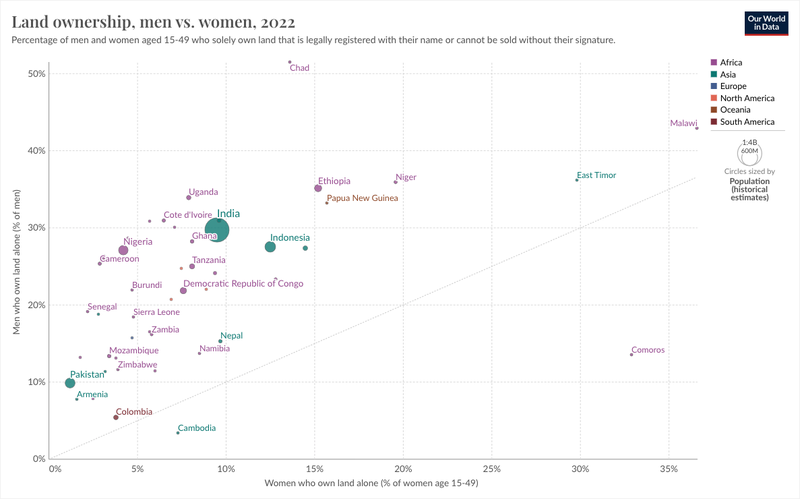 Land ownership, men vs. women, 2022
Our World
in Data
Percentage of men and women aged 15-49 who solely own land that is legally registered with their name or cannot be sold without their signature.
Men who own land alone (% of men)
50%
40%
30%
20%
10%
0%
Chad
Malawi
Ethiopia
Niger
East Timor
Uganda
Papua New Guinea
Cote d'Ivoire
India
Ghana
Nigeria
Indonesia
Cameroon
Tanzania
Burundi
Democratic Republic of Congo
Senegal
Sierra Leone
Zambia
Nepal
Mozambique
Namibia
Comoros
Zimbabwe
Pakistan
Armenia
Colombia
Cambodia
0%
5%
10%
15%
20%
25%
30%
35%
Women who own land alone (% of women age 15-49)
Africa
Asia
Europe
North America
Oceania
South America
1:4B
600M
Circles sized by
Population
(historical
estimates)